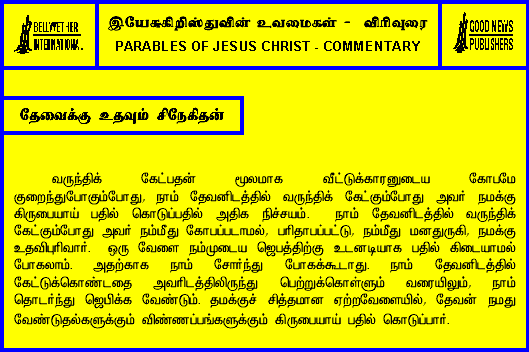 BELLWETHER
INTERNATIONAL
இயேசுகிறிஸ்துவின் உவமைகள் - விரிவுரை
PARABLES OF JESUS CHRIST - COMMENTARY
GOOD NEWS
PUBLISHERS
தேவைக்கு உதவும் சிநேகிதன்
வருந்திக் கேட்பதன் மூலமாக வீட்டுக்காரனுடைய கோபமே
குறைந்துபோகும்போது, நாம் தேவனிடத்தில் வருந்திக் கேட்கும்போது அவர் நமக்கு
கிருபையாய் பதில் கொடுப்பதில் அதிக நிச்சயம். நாம் தேவனிடத்தில் வருந்திக்
கேட்கும்போது அவர் நம்மீது கோபப்படாமல், பரிதாபப்பட்டு, நம்மீது மனதுருகி, நமக்கு
உதவிபுரிவார். ஒரு வேளை நம்முடைய ஜெபத்திற்கு உடனடியாக பதில் கிடையாமல்
போகலாம். அதற்காக நாம் சோர்ந்து போகக்கூடாது. நாம் தேவனிடத்தில்
கேட்டுக்கொண்டதை அவரிடத்திலிருந்து பெற்றுக்கொள்ளும் வரையிலும், நாம்
தொடர்ந்து ஜெபிக்க வேண்டும். தமக்குச் சித்தமான ஏற்றவேளையில், தேவன் நமது
வேண்டுதல்களுக்கும் விண்ணப்பங்களுக்கும் கிருபையாய் பதில் கொடுப்பார்.